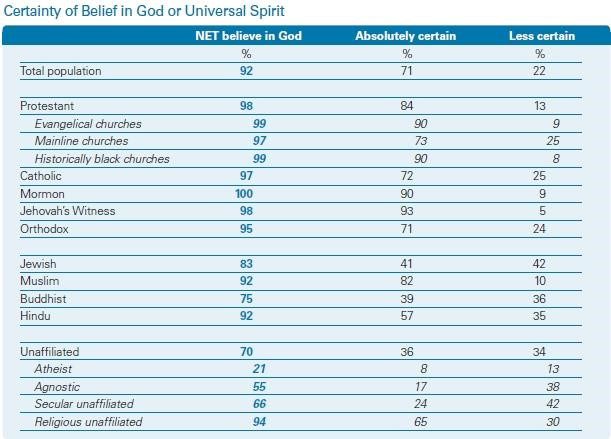 Certainty of Belief in God or Universal Spirit
NET believe in God Absolutely certain Less certain
% % %
Total population 92 71 22
Protestant 98 84 13
Evangelical churches 99 90 9
Mainline churches 97 73 25
Historically black churches 99 90 8
Catholic 97 72 25
Mormon 100 90 9
Jehovah's Witness 98 93 5
Orthodox 95 71 24
Jewish 83 41 42
Muslim 92 82 10
Buddhist 75 39 36
Hindu 92 57 35
Unaffiliated 70 36 34
Atheist 21 8 13
Agnostic 55 17 38
Secular unaffiliated 66 24 42
Religious unaffiliated 94 65 30